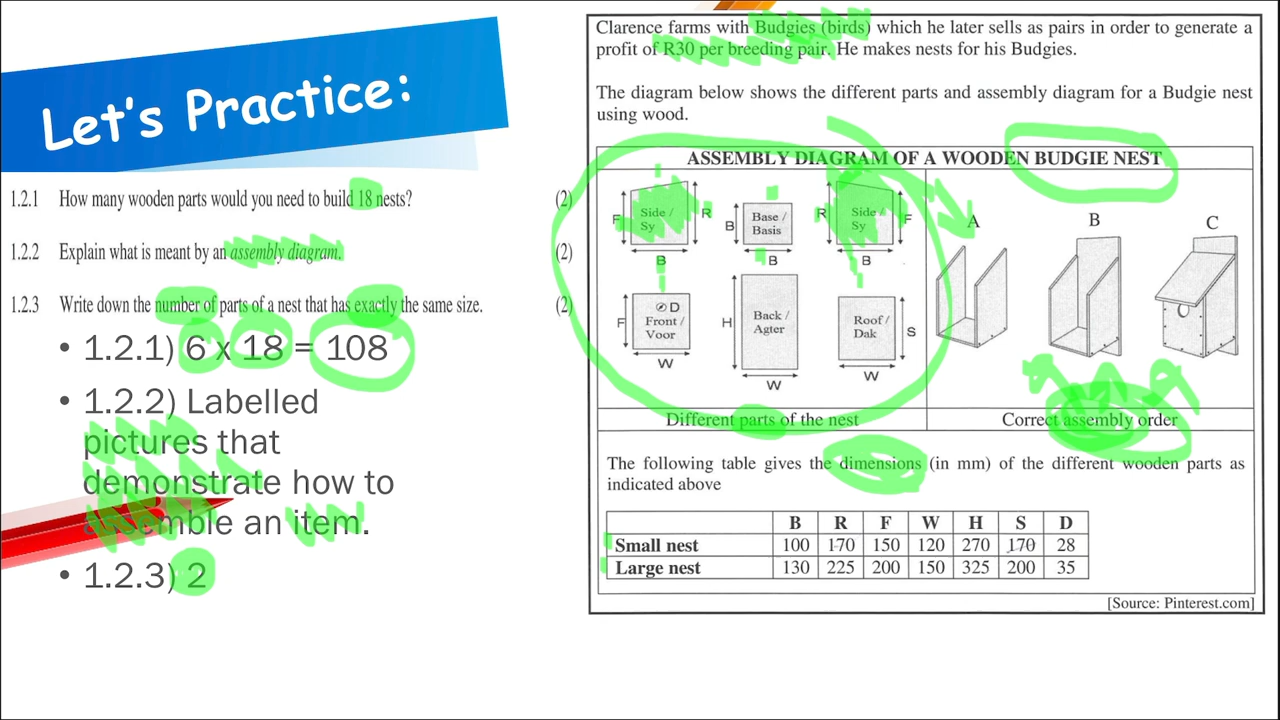 Let's Practice:
1.2.1 How many wooden parts would you need to build 18 nests? (2)
1.2.2 Explain what is meant by an assembly diagram. (2)
1.2.3 Write down the number of parts of a nest that has exactly the same size. (2)
• 1.2.1) 6 x 18 = 108
• 1.2.2) Labelled
pictures that
demonstrate how to
assemble an item.
• 1.2.3) 2
Clarence farms with Budgies (birds) which he later sells as pairs in order to generate a
profit of R30 per breeding pair. He makes nests for his Budgies.
The diagram below shows the different parts and assembly diagram for a Budgie nest
using wood.
ASSEMBLY DIAGRAM OF A WOODEN BUDGIE NEST
F Side / Sy R B
B Base / Basis B
R Side / Sy F B
F D Front / Voor W
H Back / Agter W
Roof / Dak S W
A B C
Different parts of the nest
Correct assembly order
The following table gives the dimensions (in mm) of the different wooden parts as
indicated above
B R F W H S D
Small nest 100 170 150 120 270 170 28
Large nest 130 225 200 150 325 200 35
[Source: Pinterest.com]